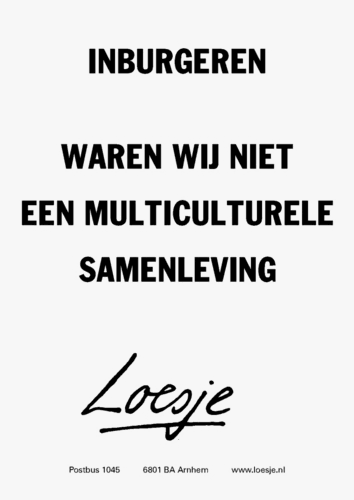 INBURGEREN
WAREN WIJ NIET
EEN MULTICULTURELE
SAMENLEVING
Loesje
Postbus 1045 6801 BA Arnhem www.loesje.nl